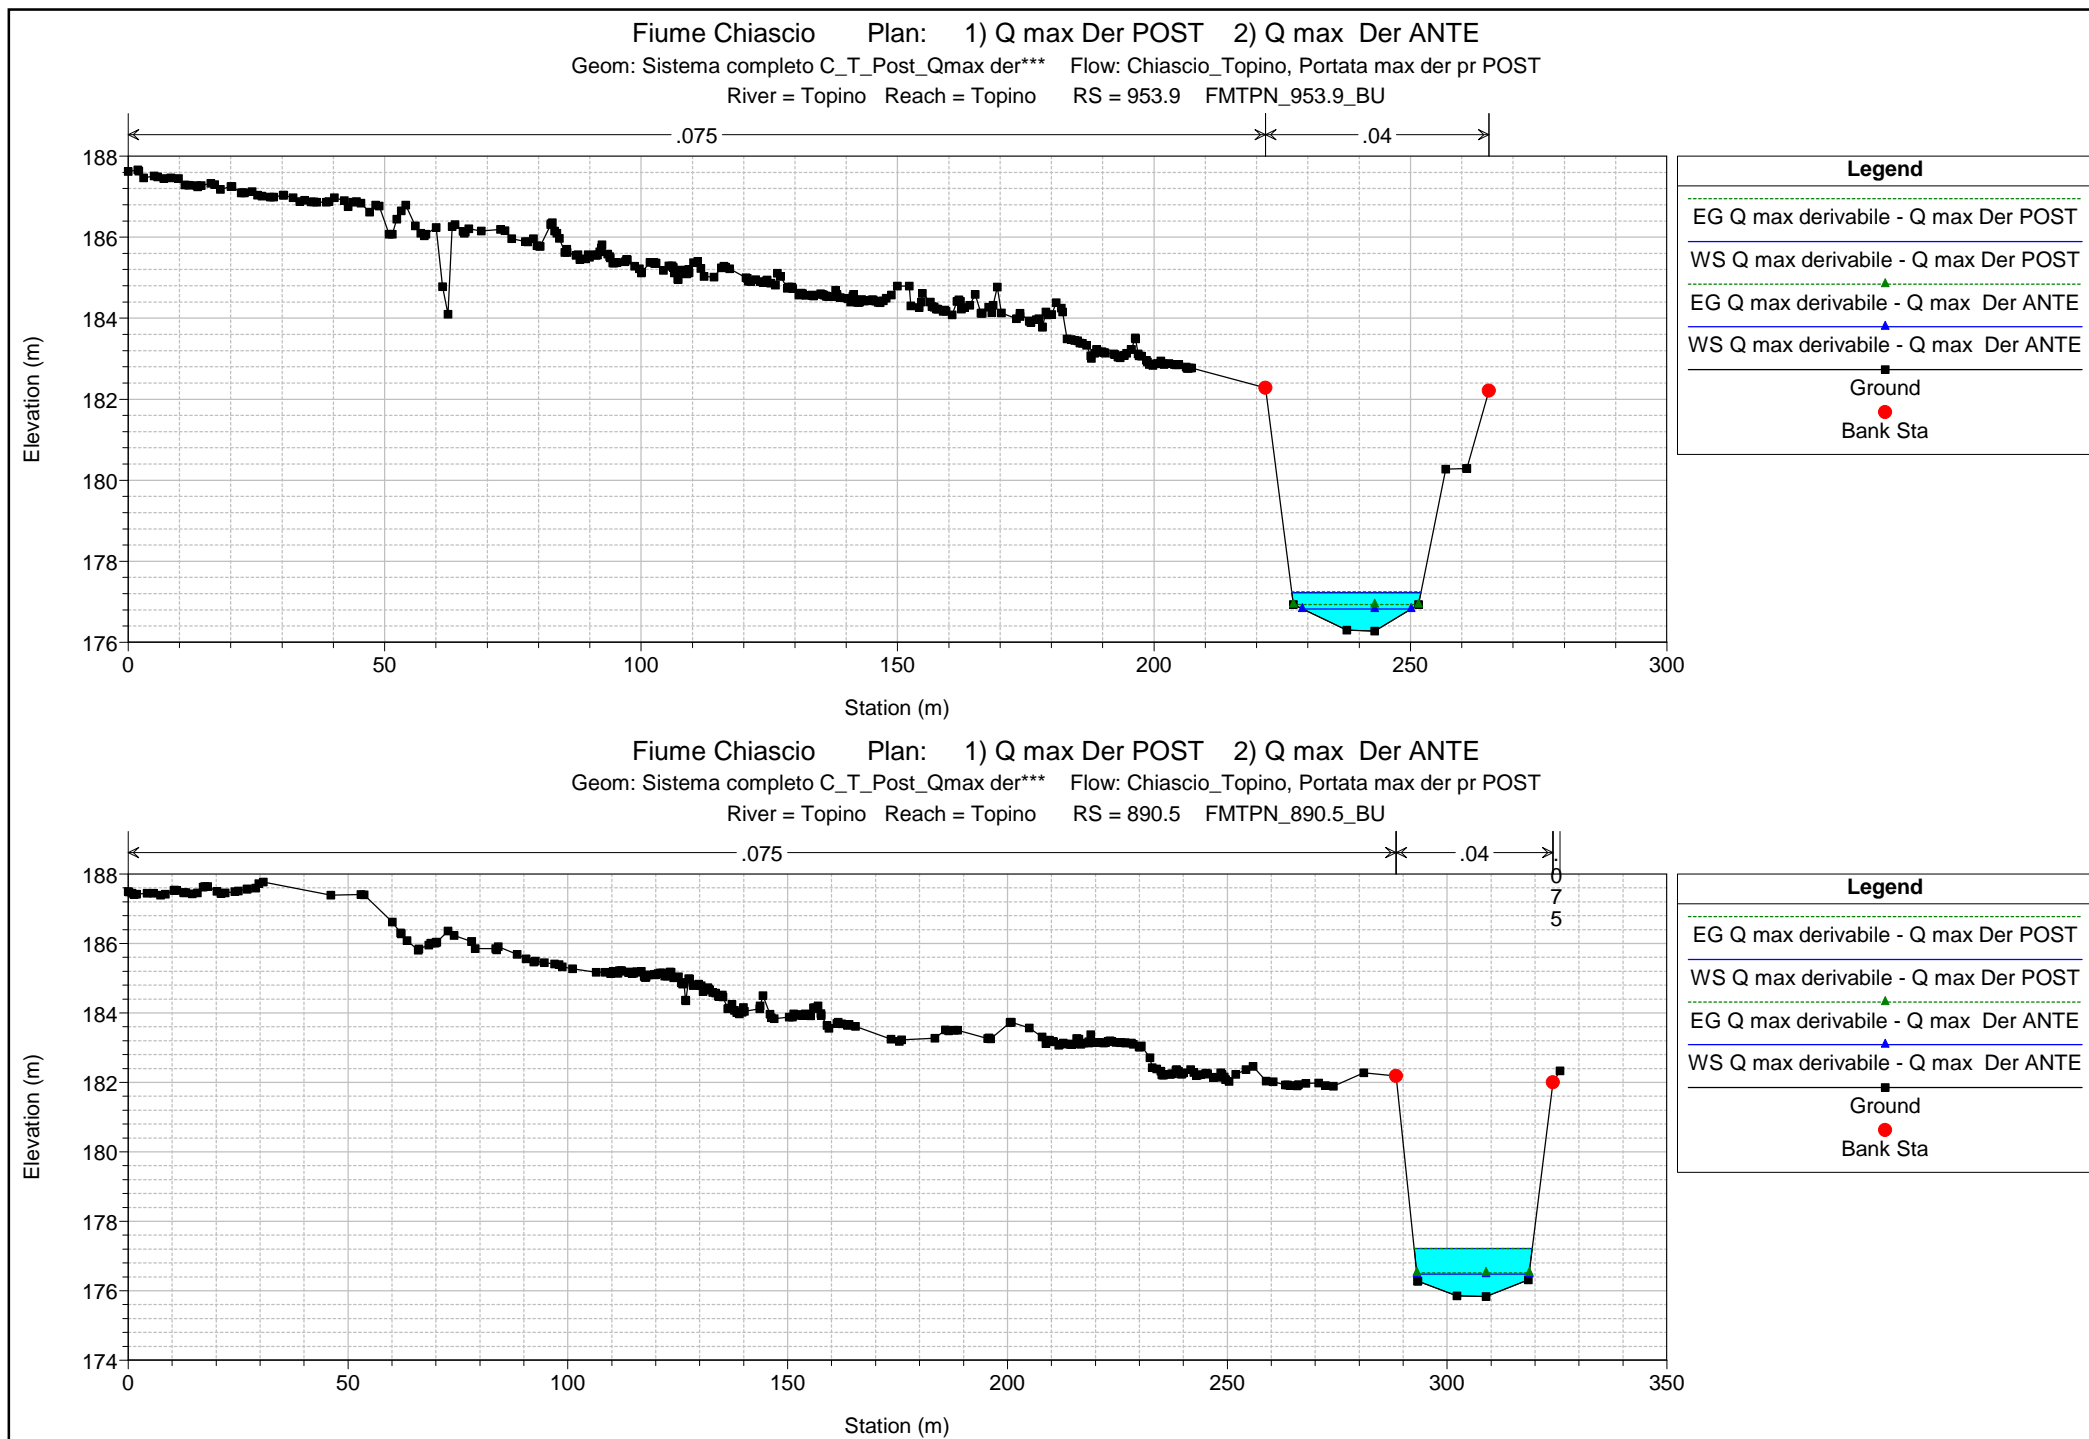 Fiume Chiascio Plan: 1) Q max Der POST 2) Q max Der ANTE
Geom: Sistema completo C_T_Post_Qmax der*** Flow: Chiascio_Topino, Portata max der pr POST
River = Topino Reach = Topino RS = 953.9 FMTPN_953.9_BU
.075
.04
188
186
184
182
180
178
176
Elevation (m)
0 50 100 150 200 250 300
Station (m)
Legend
EG Q max derivabile - Q max Der POST
WS Q max derivabile - Q max Der POST
EG Q max derivabile - Q max Der ANTE
WS Q max derivabile - Q max Der ANTE
Ground
Bank Sta
Fiume Chiascio Plan: 1) Q max Der POST 2) Q max Der ANTE
Geom: Sistema completo C_T_Post_Qmax der*** Flow: Chiascio_Topino, Portata max der pr POST
River = Topino Reach = Topino RS = 890.5 FMTPN_890.5_BU
.075
.04
.075
188
186
184
182
180
178
176
174
Elevation (m)
0 50 100 150 200 250 300 350
Station (m)
Legend
EG Q max derivabile - Q max Der POST
WS Q max derivabile - Q max Der POST
EG Q max derivabile - Q max Der ANTE
WS Q max derivabile - Q max Der ANTE
Ground
Bank Sta